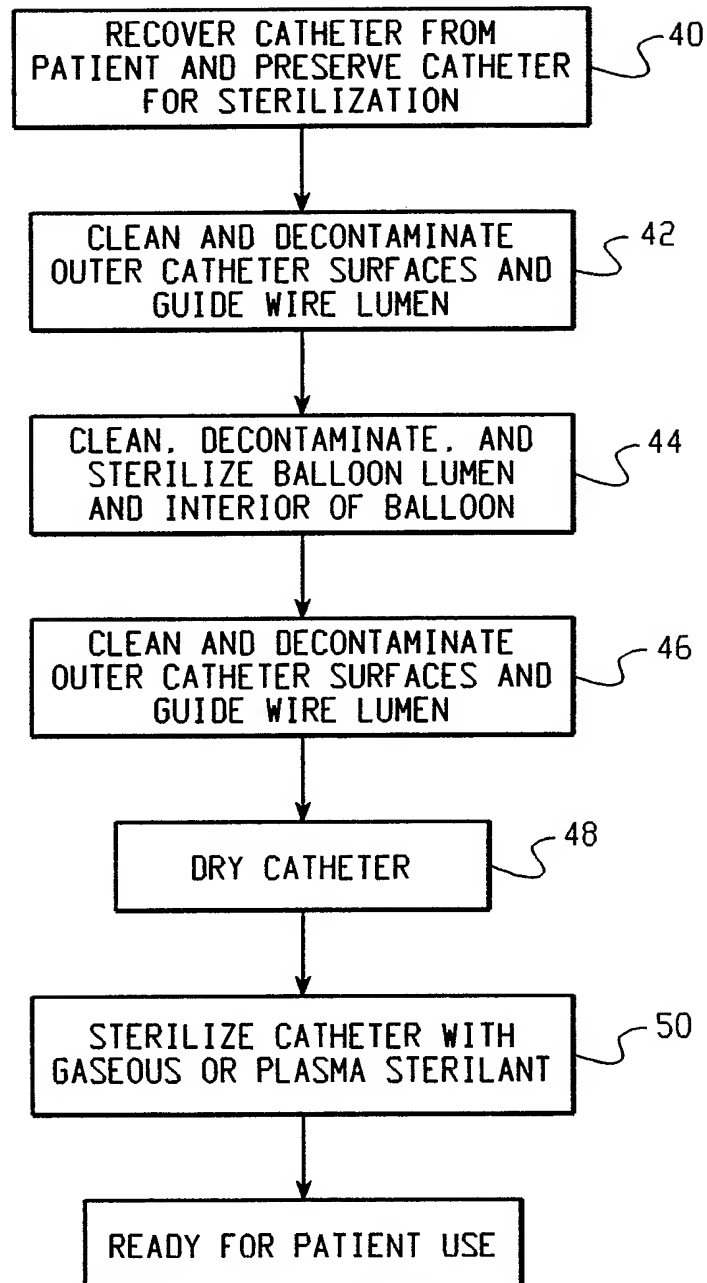 RECOVER CATHETER FROM
PATIENT AND PRESERVE CATHETER
FOR STERILIZATION
40
CLEAN AND DECONTAMINATE
OUTER CATHETER SURFACES AND
GUIDE WIRE LUMEN
42
CLEAN, DECONTAMINATE, AND
STERILIZE BALLOON LUMEN
AND INTERIOR OF BALLOON
44
CLEAN AND DECONTAMINATE
OUTER CATHETER SURFACES AND
GUIDE WIRE LUMEN
46
DRY CATHETER
48
STERILIZE CATHETER WITH
GASEOUS OR PLASMA STERILANT
50
READY FOR PATIENT USE